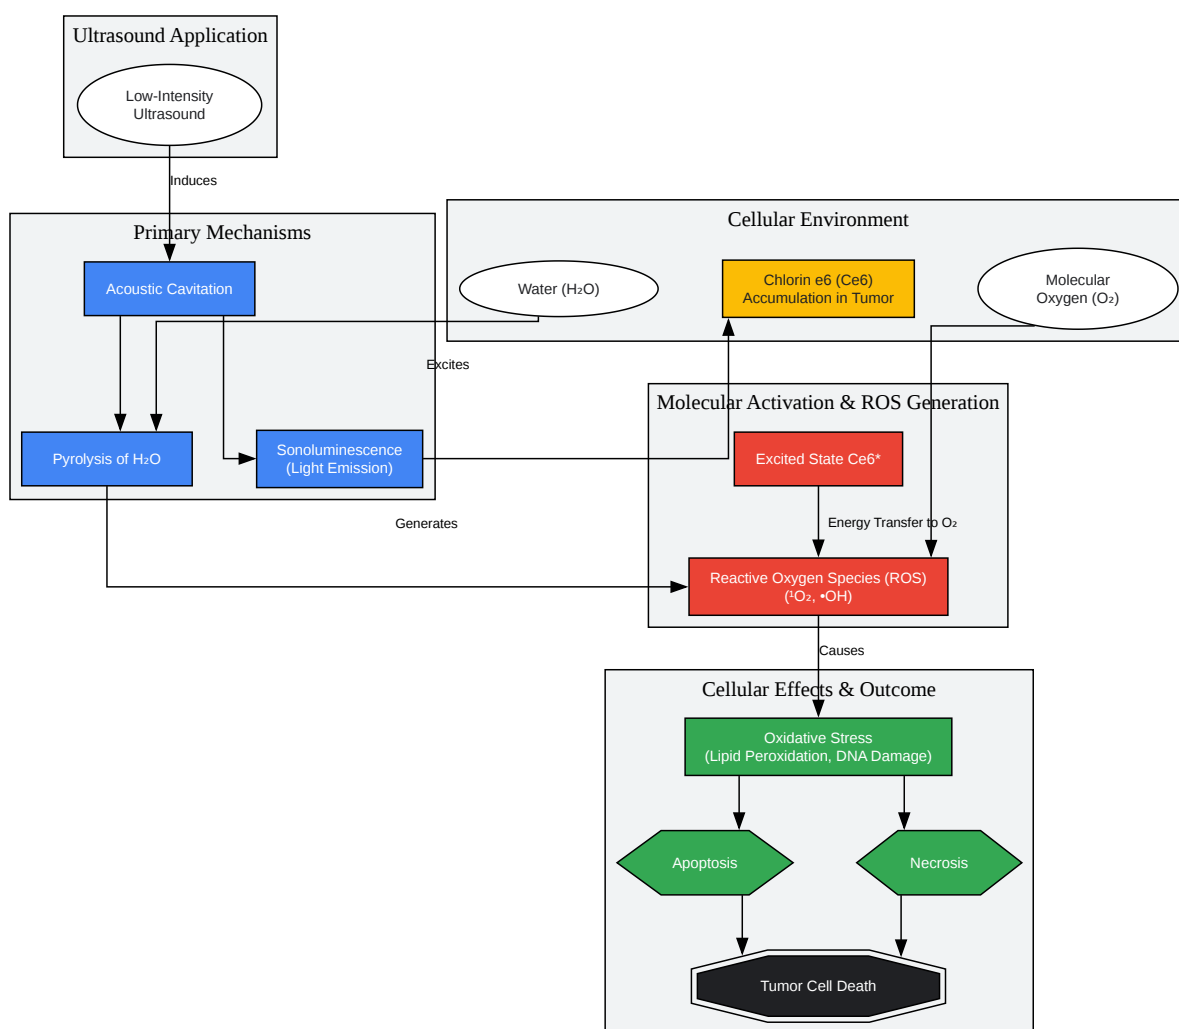 Ultrasound Application
Low-Intensity
Ultrasound
Induces
Primary Mechanisms
Acoustic Cavitation
Pyrolysis of H₂O
Sonoluminescence
(Light Emission)
Cellular Environment
Water (H₂O)
Chlorin e6 (Ce6)
Accumulation in Tumor
Molecular
Oxygen (O₂)
Excites
Molecular Activation & ROS Generation
Excited State Ce6*
Energy Transfer to O₂
Generates
Reactive Oxygen Species (ROS)
(¹O₂, •OH)
Causes
Cellular Effects & Outcome
Oxidative Stress
(Lipid Peroxidation, DNA Damage)
Apoptosis
Necrosis
Tumor Cell Death